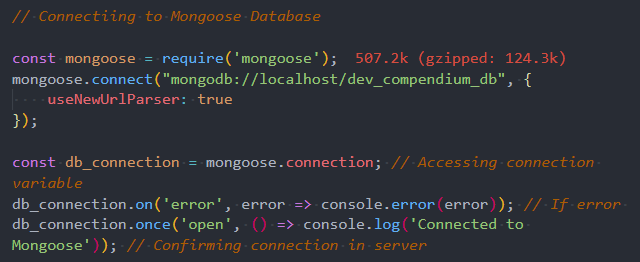 // Connectiing to Mongoose Database
const mongoose = require('mongoose');  507.2k (gzipped: 124.3k)
mongoose.connect("mongodb://localhost/dev_compendium_db", {
    useNewUrlParser: true
});
const db_connection = mongoose.connection; // Accessing connection
variable
db_connection.on('error', error => console.error(error)); // If error
db_connection.once('open', () => console.log('Connected to
Mongoose')); // Confirming connection in server